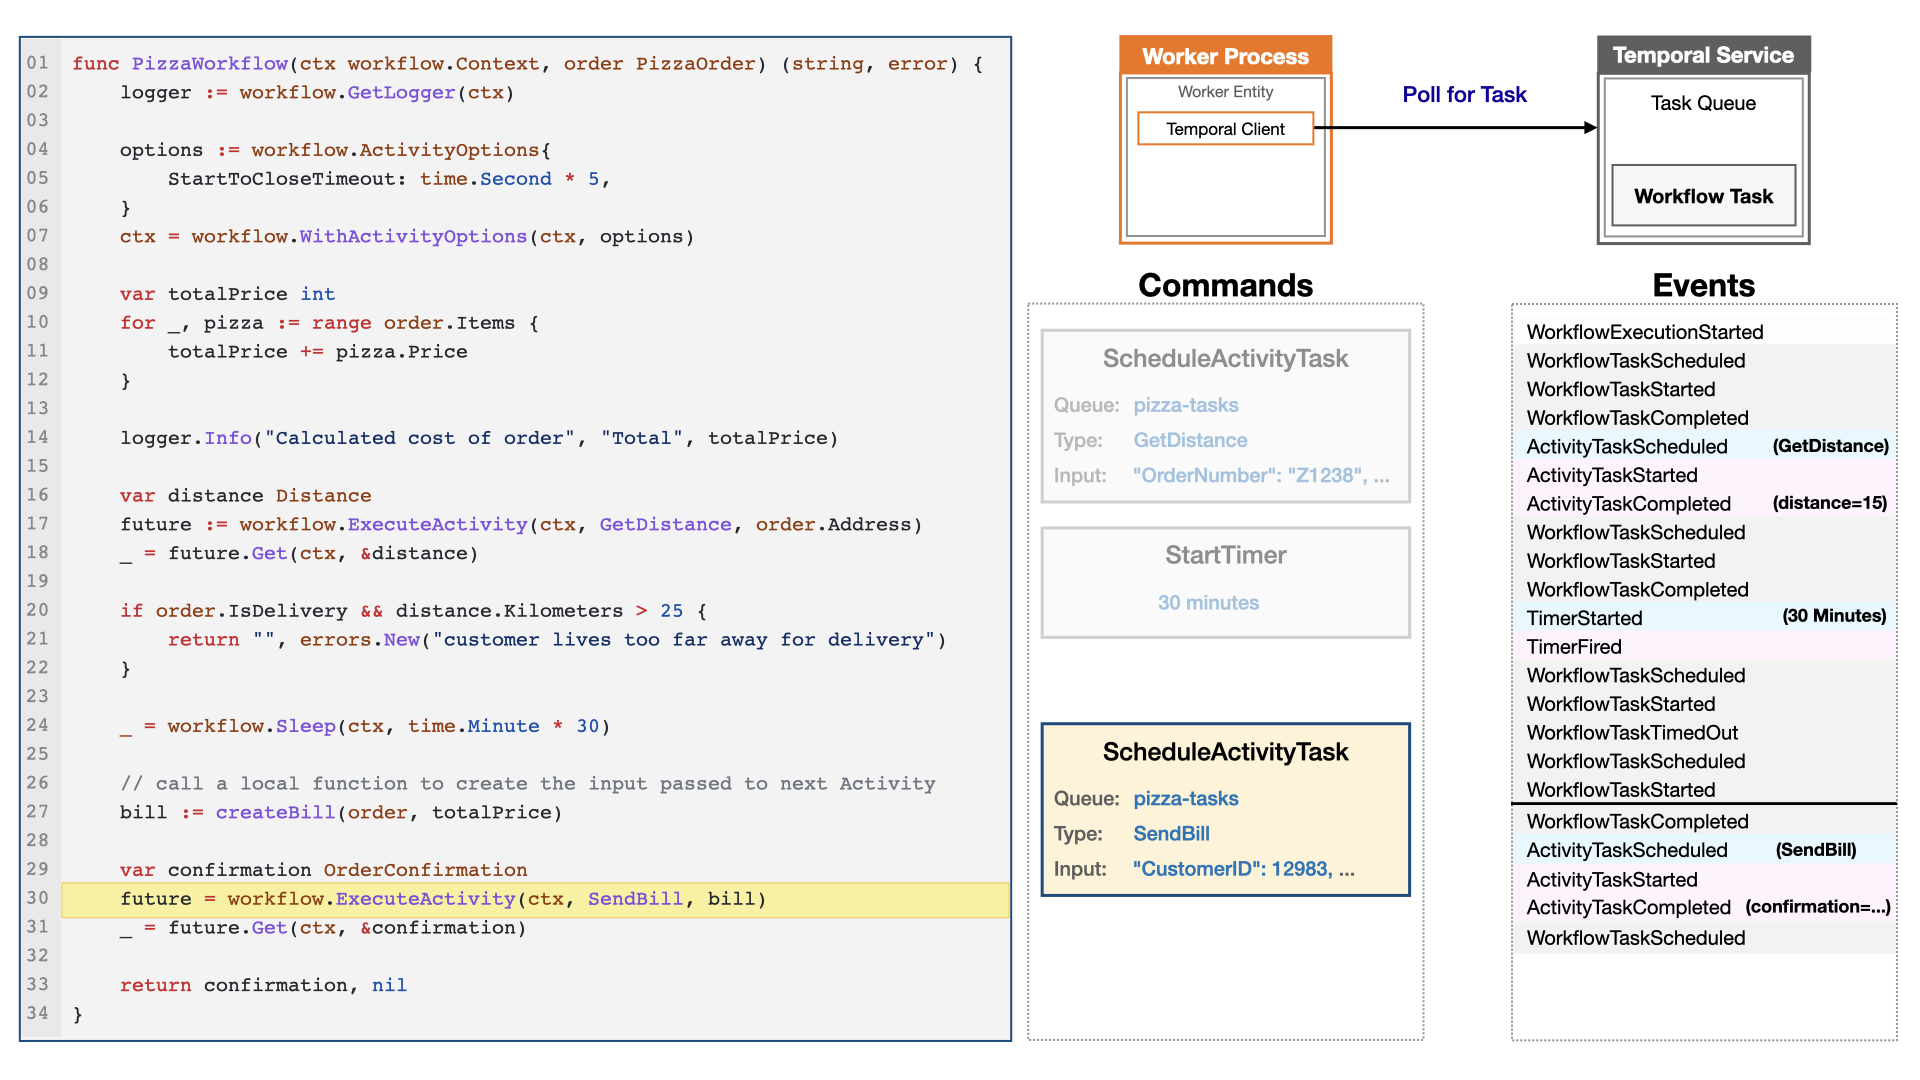 01 func PizzaWorkflow(ctx workflow.Context, order PizzaOrder) (string, error) {
02 logger := workflow.GetLogger(ctx)
03
04 options := workflow.ActivityOptions{
05 StartToCloseTimeout: time.Second * 5,
06 }
07 ctx = workflow.WithActivityOptions(ctx, options)
08
09 var totalPrice int
10 for _, pizza := range order.Items {
11 totalPrice += pizza.Price
12 }
13
14 logger.Info("Calculated cost of order", "Total", totalPrice)
15
16 var distance Distance
17 future := workflow.ExecuteActivity(ctx, GetDistance, order.Address)
18 _ = future.Get(ctx, &distance)
19
20 if order.IsDelivery && distance.Kilometers > 25 {
21 return "", errors.New("customer lives too far away for delivery")
22 }
23
24 _ = workflow.Sleep(ctx, time.Minute * 30)
25
26 // call a local function to create the input passed to next Activity
27 bill := createBill(order, totalPrice)
28
29 var confirmation OrderConfirmation
30 future = workflow.ExecuteActivity(ctx, SendBill, bill)
31 _ = future.Get(ctx, &confirmation)
32
33 return confirmation, nil
34 }
Worker Process
Worker Entity
Temporal Client
Poll for Task
Temporal Service
Task Queue
Workflow Task
Commands
ScheduleActivityTask
Queue: pizza-tasks
Type: GetDistance
Input: "OrderNumber": "Z1238", ...
StartTimer
30 minutes
ScheduleActivityTask
Queue: pizza-tasks
Type: SendBill
Input: "CustomerID": 12983, ...
Events
WorkflowExecutionStarted
WorkflowTaskScheduled
WorkflowTaskStarted
WorkflowTaskCompleted
ActivityTaskScheduled (GetDistance)
ActivityTaskStarted
ActivityTaskCompleted (distance=15)
WorkflowTaskScheduled
WorkflowTaskStarted
WorkflowTaskCompleted
TimerStarted (30 Minutes)
TimerFired
WorkflowTaskScheduled
WorkflowTaskStarted
WorkflowTaskTimedOut
WorkflowTaskScheduled
WorkflowTaskStarted
WorkflowTaskCompleted
ActivityTaskScheduled (SendBill)
ActivityTaskStarted
ActivityTaskCompleted (confirmation=...)
WorkflowTaskScheduled